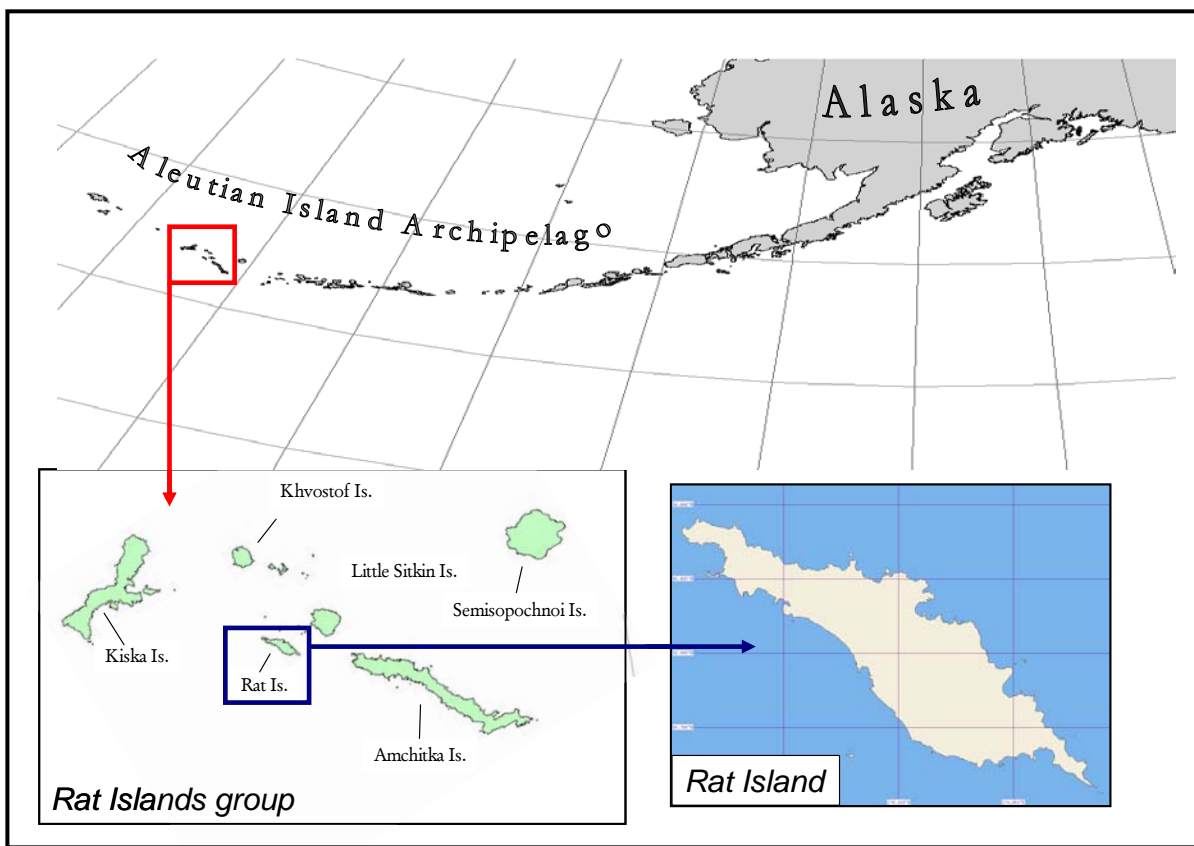 Alaska
Aleutian Island Archipelago
Khvostof Is.
Little Sitkin Is.
Semisopochnoi Is.
Kiska Is.
Rat Is.
Amchitka Is.
Rat Islands group
Rat Island